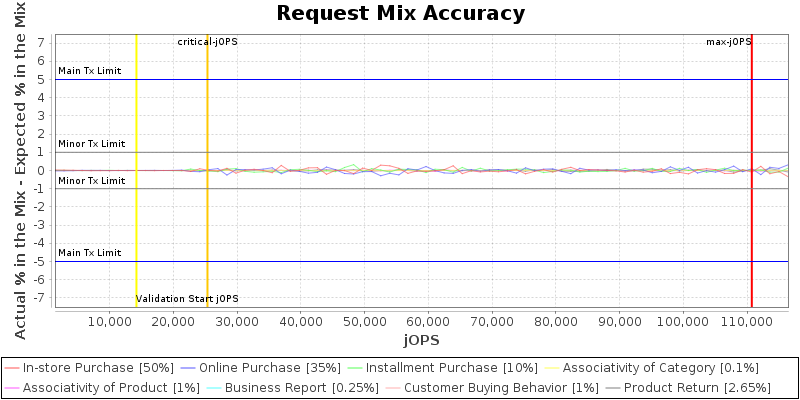 Request Mix Accuracy
Actual % in the Mix - Expected % in the Mix
7
6
5
4
3
2
1
0
-1
-2
-3
-4
-5
-6
-7
critical-jOPS
max-jOPS
Main Tx Limit
Minor Tx Limit
Minor Tx Limit
Main Tx Limit
Validation Start jOPS
10,000 20,000 30,000 40,000 50,000 60,000 70,000 80,000 90,000 100,000 110,000
jOPS
In-store Purchase [50%] Online Purchase [35%] Installment Purchase [10%] Associativity of Category [0.1%]
Associativity of Product [1%] Business Report [0.25%] Customer Buying Behavior [1%] Product Return [2.65%]